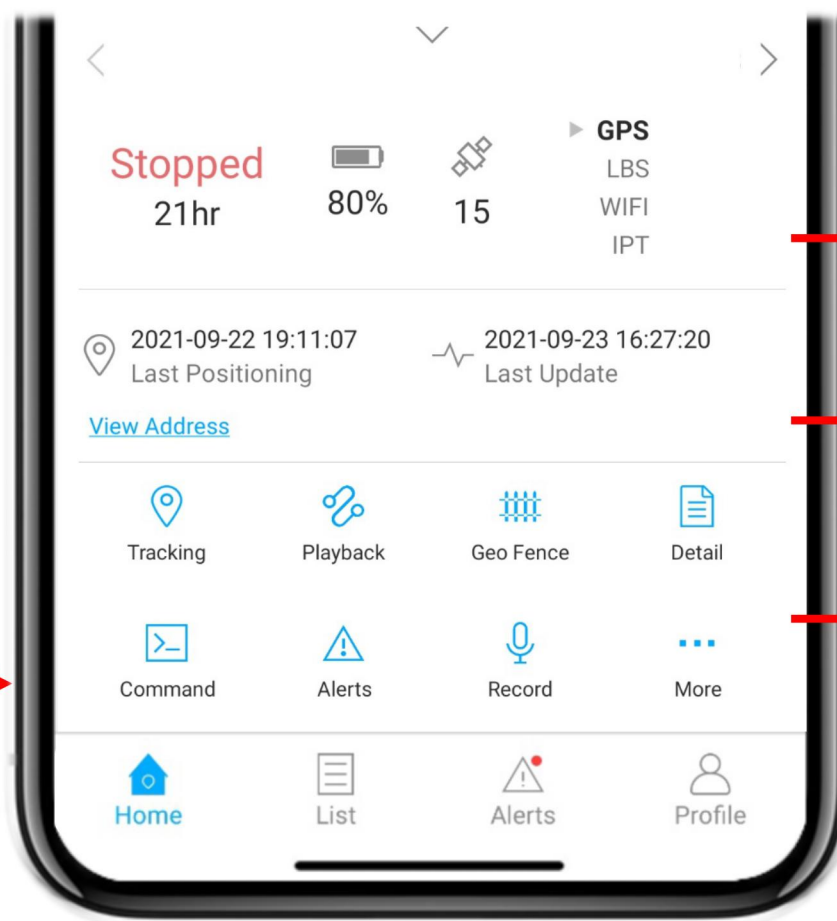 Stopped
21hr
80%
15
GPS
LBS
WIFI
IPT
2021-09-22 19:11:07
Last Positioning
2021-09-23 16:27:20
Last Update
View Address
Tracking
Playback
Geo Fence
Detail
Command
Alerts
Record
More
Home
List
Alerts
Profile